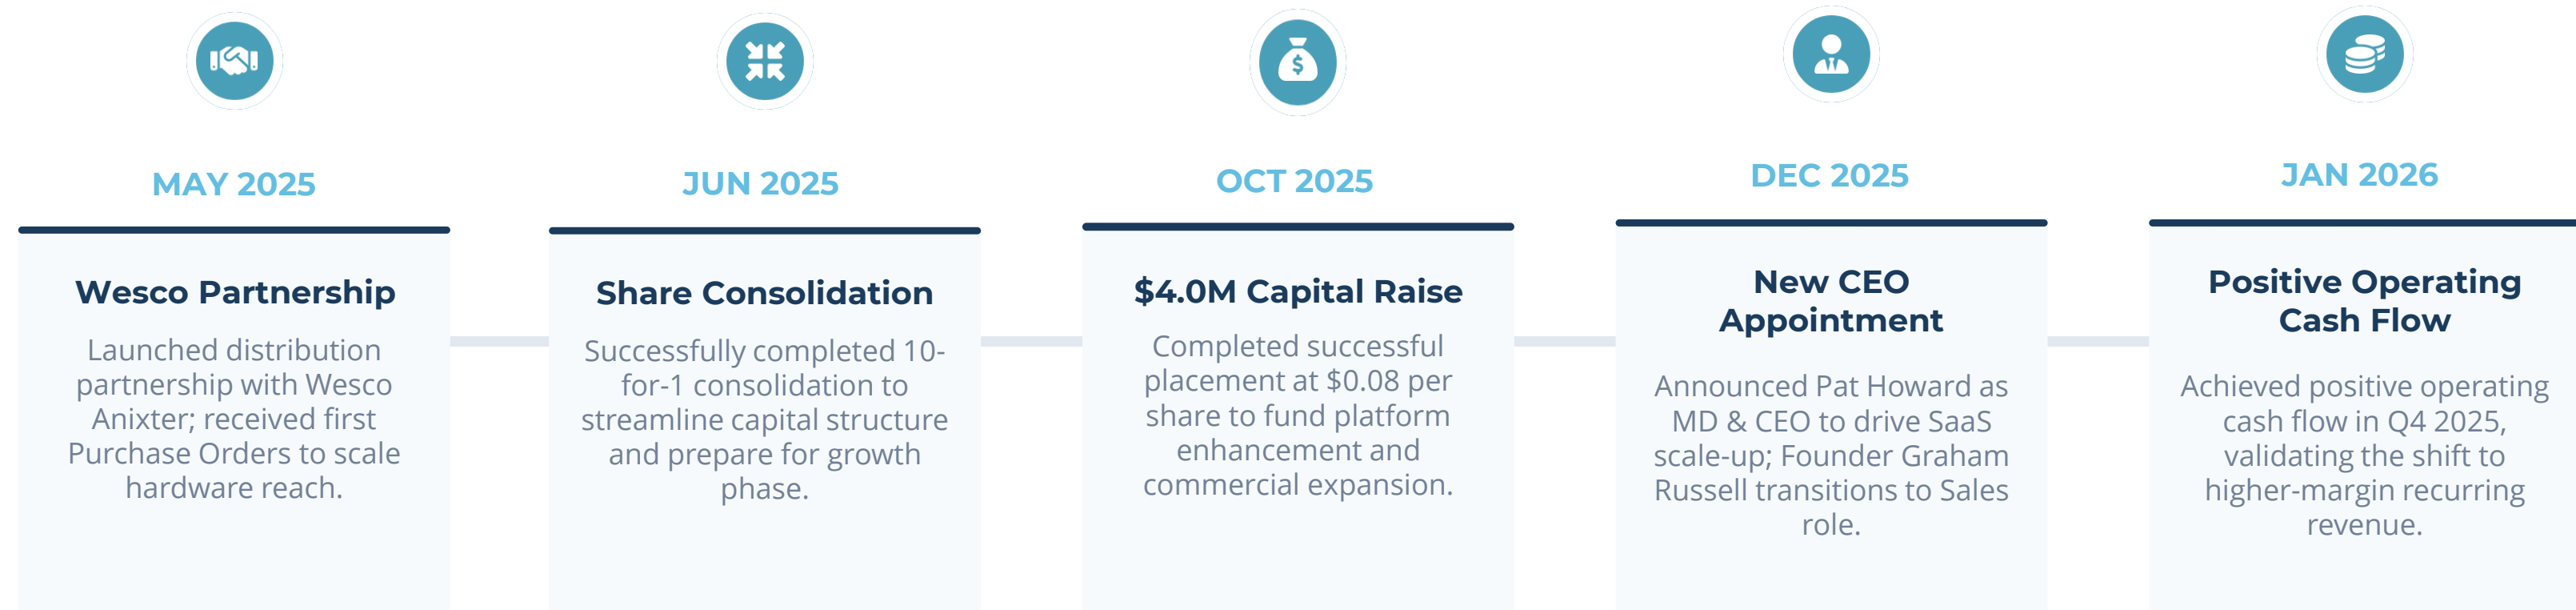 MAY 2025
Wesco Partnership
Launched distribution
partnership with Wesco
Anixter; received first
Purchase Orders to scale
hardware reach.
JUN 2025
Share Consolidation
Successfully completed 10-
for-1 consolidation to
streamline capital structure
and prepare for growth
phase.
OCT 2025
$4.0M Capital Raise
Completed successful
placement at $0.08 per
share to fund platform
enhancement and
commercial expansion.
DEC 2025
New CEO
Appointment
Announced Pat Howard as
MD & CEO to drive SaaS
scale-up; Founder Graham
Russell transitions to Sales
role.
JAN 2026
Positive Operating
Cash Flow
Achieved positive operating
cash flow in Q4 2025,
validating the shift to
higher-margin recurring
revenue.